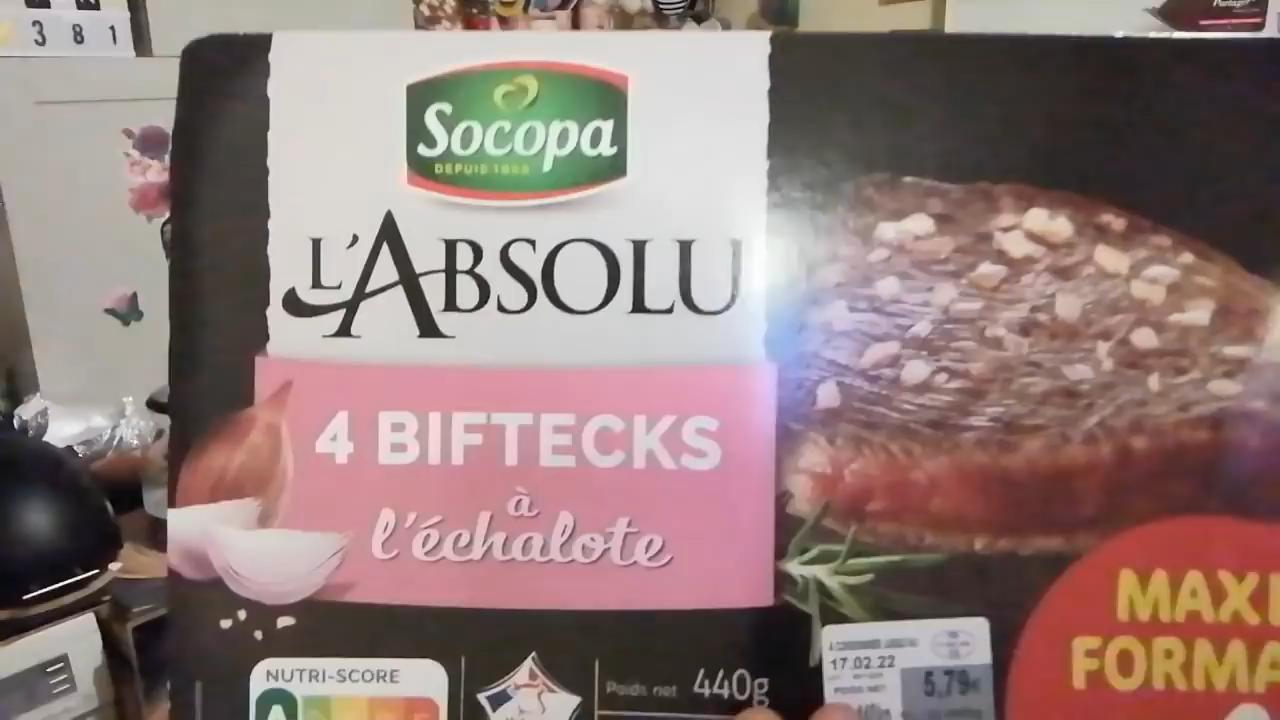 3 8 1
Socopa
DEPUIS
L'ABSOLU
4 BIFTECKS
à
l'échalote
NUTRI-SCORE
A
Poids net 440g
17.02.22
5,79€
MAXI
FORMA